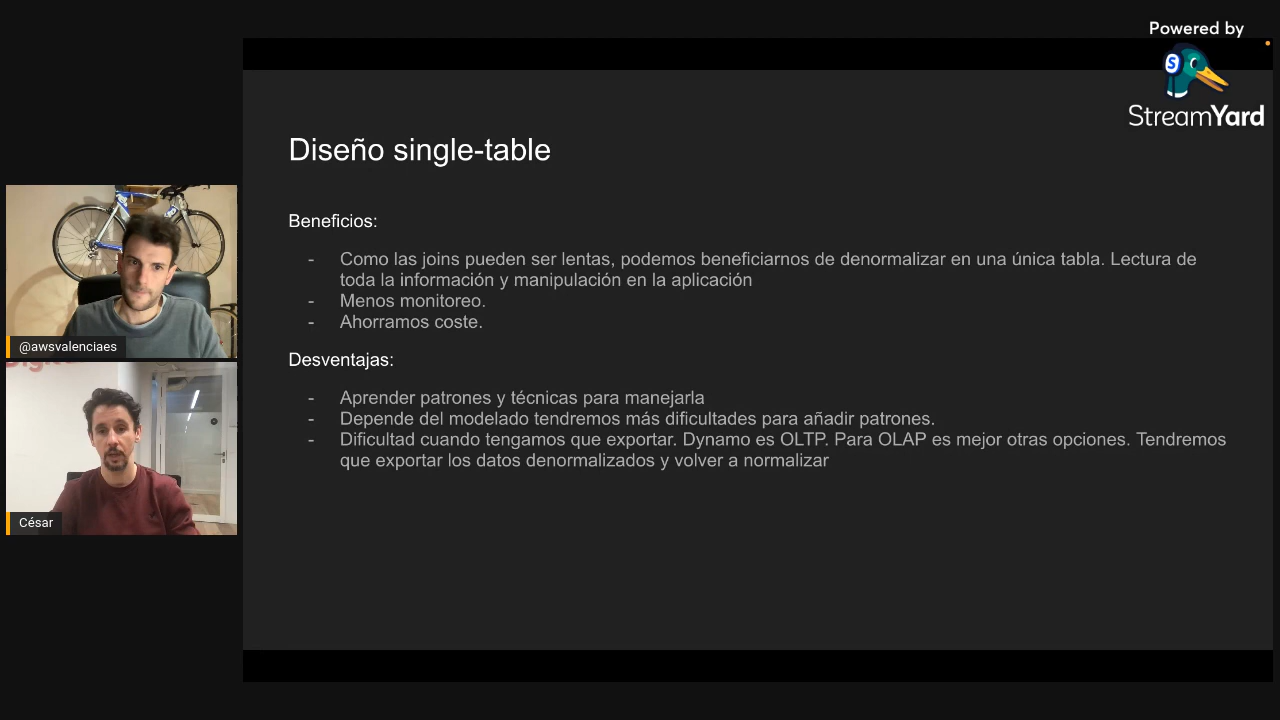 Powered by
StreamYard
Diseño single-table
Beneficios:
- Como las joins pueden ser lentas, podemos beneficiarnos de denormalizar en una única tabla. Lectura de
toda la información y manipulación en la aplicación
- Menos monitoreo.
- Ahorramos coste.
Desventajas:
- Aprender patrones y técnicas para manejarla
- Depende del modelado tendremos más dificultades para añadir patrones.
- Dificultad cuando tengamos que exportar. Dynamo es OLTP. Para OLAP es mejor otras opciones. Tendremos
que exportar los datos denormalizados y volver a normalizar
@awsvalenciaes
César